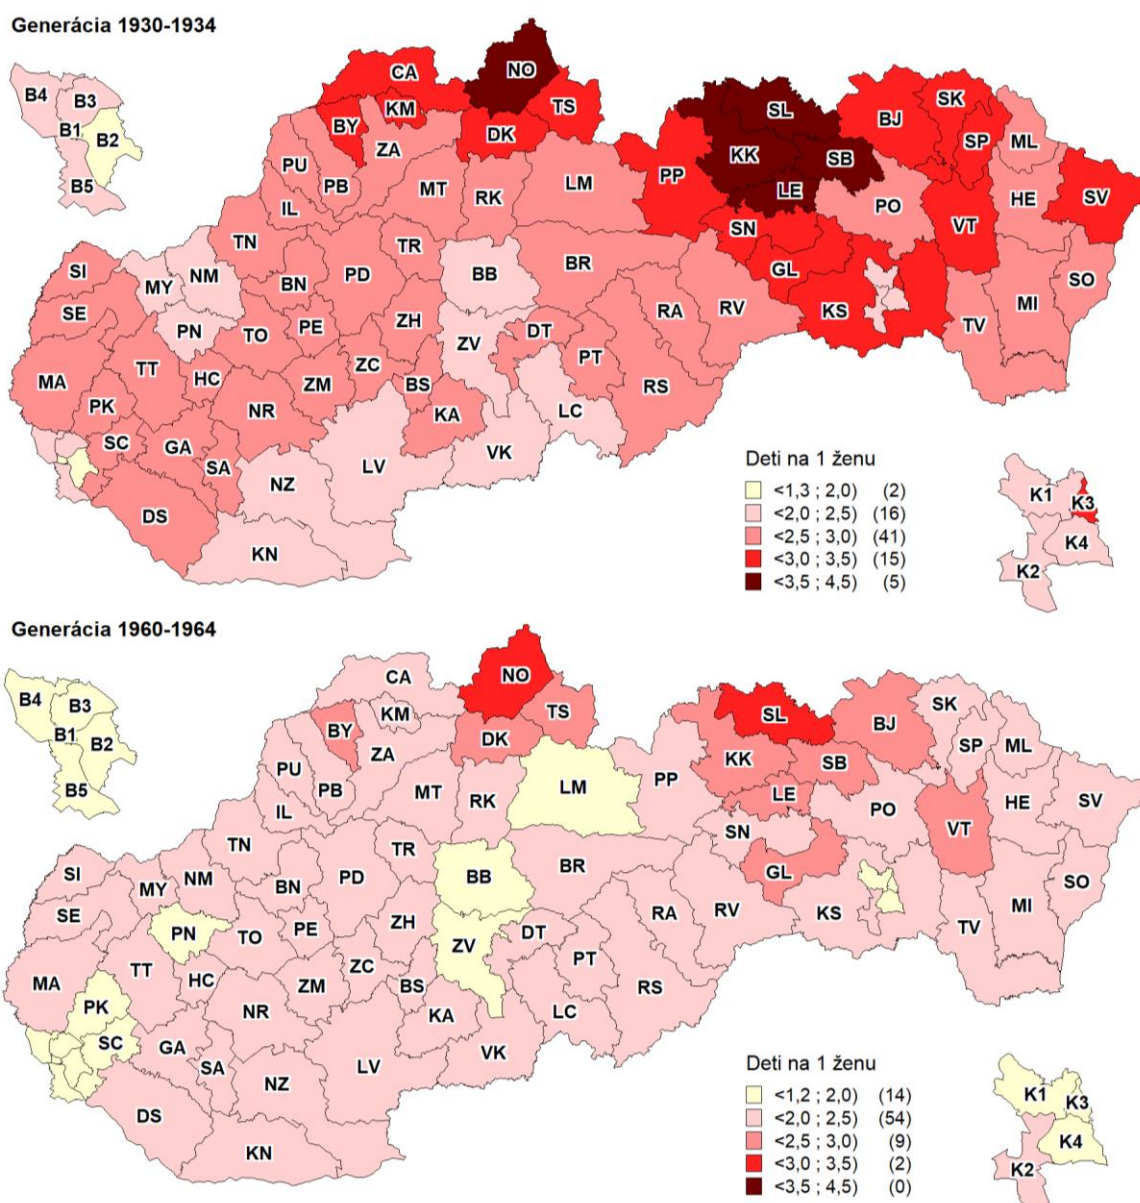 Generácia 1930-1934
NO
CA
B4
B3
SL
SK
KM
TS
BJ
BY
DK
B1
B2
SP
ML
ZA
KK
SB
PU
PB
MT
LM
PP
B5
RK
LE
HE
SV
IL
PO
SN
VT
TN
TR
BR
GL
SI
MY
NM
BN
PD
BB
SO
SE
PN
TO
PE
ZH
DT
RA
RV
KS
MI
TV
ZV
MA
TT
HC
ZM
ZC
BS
PT
RS
PK
NR
KA
LC
SC
GA
SA
LV
VK
NZ
DS
KN
Deti na 1 ženu
<1,3 ; 2,0) (2)
<2,0 ; 2,5) (16)
<2,5 ; 3,0) (41)
<3,0 ; 3,5) (15)
<3,5 ; 4,5) (5)
K1
K3
K4
K2
Generácia 1960-1964
NO
CA
B4
B3
SL
SK
KM
TS
BJ
BY
DK
B1
B2
SP
ML
ZA
KK
SB
PU
PB
MT
LM
PP
B5
RK
LE
HE
SV
IL
PO
SN
VT
TN
TR
BR
GL
SI
MY
NM
BN
PD
BB
SO
SE
PN
TO
PE
ZH
DT
RA
RV
KS
MI
TV
ZV
MA
TT
HC
ZM
ZC
BS
PT
RS
PK
NR
KA
LC
SC
GA
SA
LV
VK
NZ
DS
KN
Deti na 1 ženu
<1,2 ; 2,0) (14)
<2,0 ; 2,5) (54)
<2,5 ; 3,0) (9)
<3,0 ; 3,5) (2)
<3,5 ; 4,5) (0)
K1
K3
K4
K2